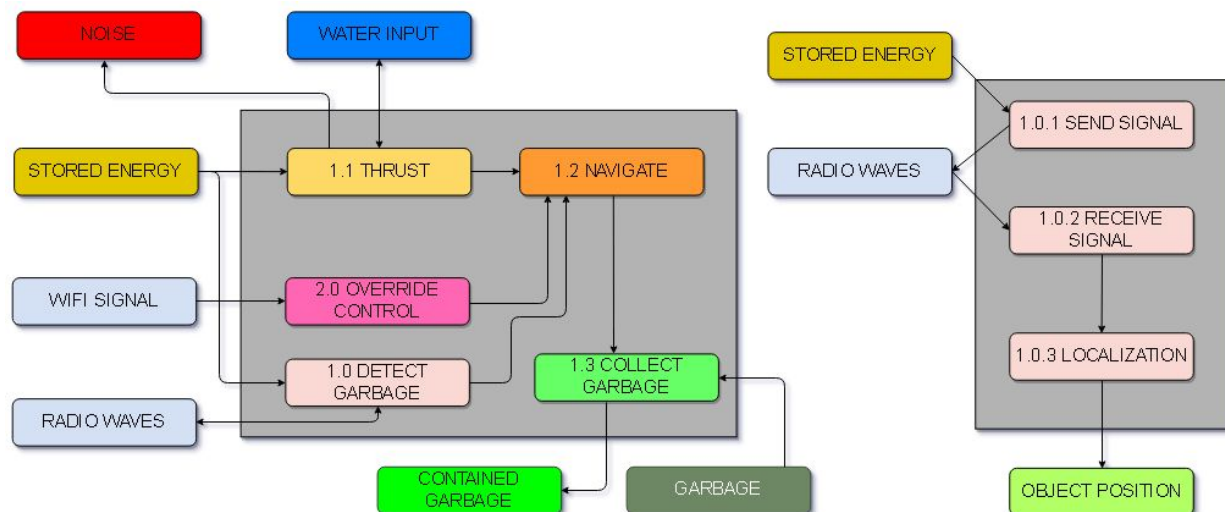 NOISE
WATER INPUT
STORED ENERGY
1.1 THRUST
1.2 NAVIGATE
WIFI SIGNAL
2.0 OVERRIDE
CONTROL
1.0 DETECT
GARBAGE
1.3 COLLECT
GARBAGE
RADIO WAVES
CONTAINED
GARBAGE
GARBAGE
STORED ENERGY
1.0.1 SEND SIGNAL
RADIO WAVES
1.0.2 RECEIVE
SIGNAL
1.0.3 LOCALIZATION
OBJECT POSITION